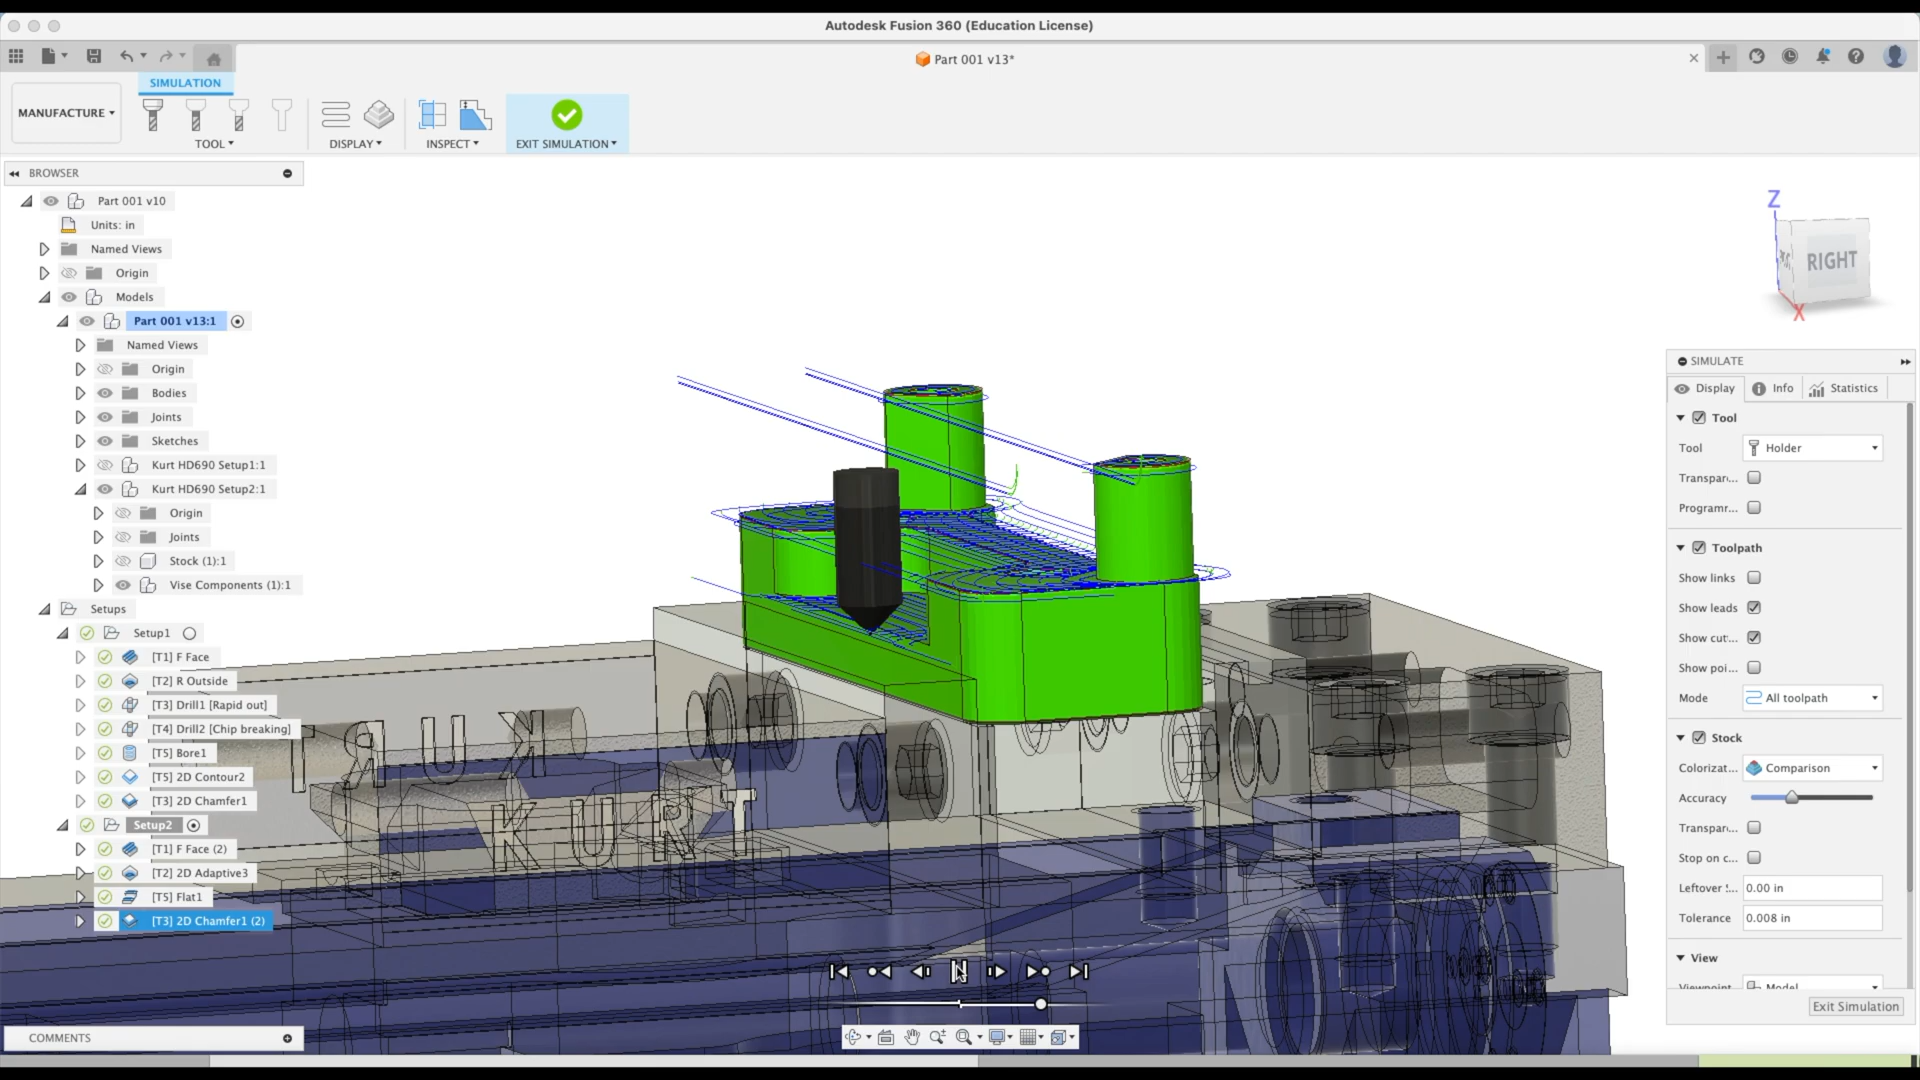 Autodesk Fusion 360 (Education License)
Part 001 v13*
SIMULATION
MANUFACTURE
TOOL
DISPLAY
INSPECT
EXIT SIMULATION
BROWSER
Part 001 v10
Units: in
Named Views
Origin
Models
Part 001 v13:1
Named Views
Origin
Bodies
Joints
Sketches
Kurt HD690 Setup1:1
Kurt HD690 Setup2:1
Origin
Joints
Stock (1):1
Vise Components (1):1
Setups
Setup1
[T1] F Face
[T2] R Outside
[T3] Drill1 [Rapid out]
[T4] Drill2 [Chip breaking]
[T5] Bore1
[T5] 2D Contour2
[T3] 2D Chamfer1
Setup2
[T1] F Face (2)
[T2] 2D Adaptive3
[T5] Flat1
[T3] 2D Chamfer1 (2)
COMMENTS
KURT
KURT
Z
RIGHT
X
SIMULATE
Display Info Statistics
Tool
Tool Holder
Transpar...
Programr...
Toolpath
Show links
Show leads
Show cut...
Show poi...
Mode All toolpath
Stock
Colorizat... Comparison
Accuracy
Transpar...
Stop on c...
Leftover !... 0.00 in
Tolerance 0.008 in
View
Viewpoint Model
Exit Simulation